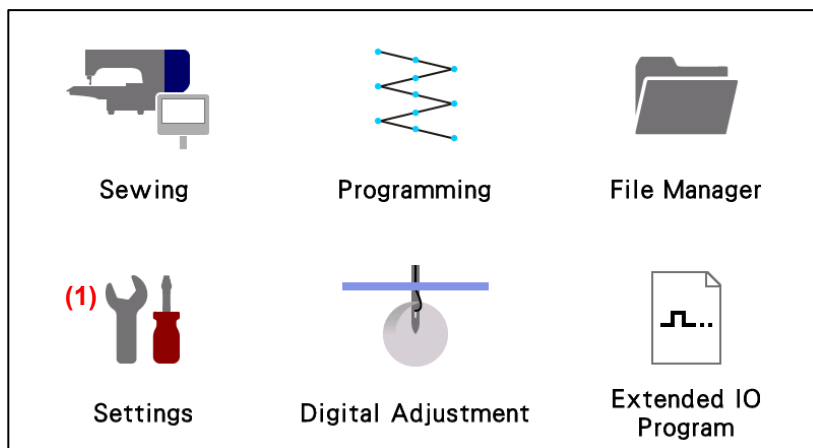 Sewing
Programming
File Manager
(1)
Settings
Digital Adjustment
Extended IO
Program